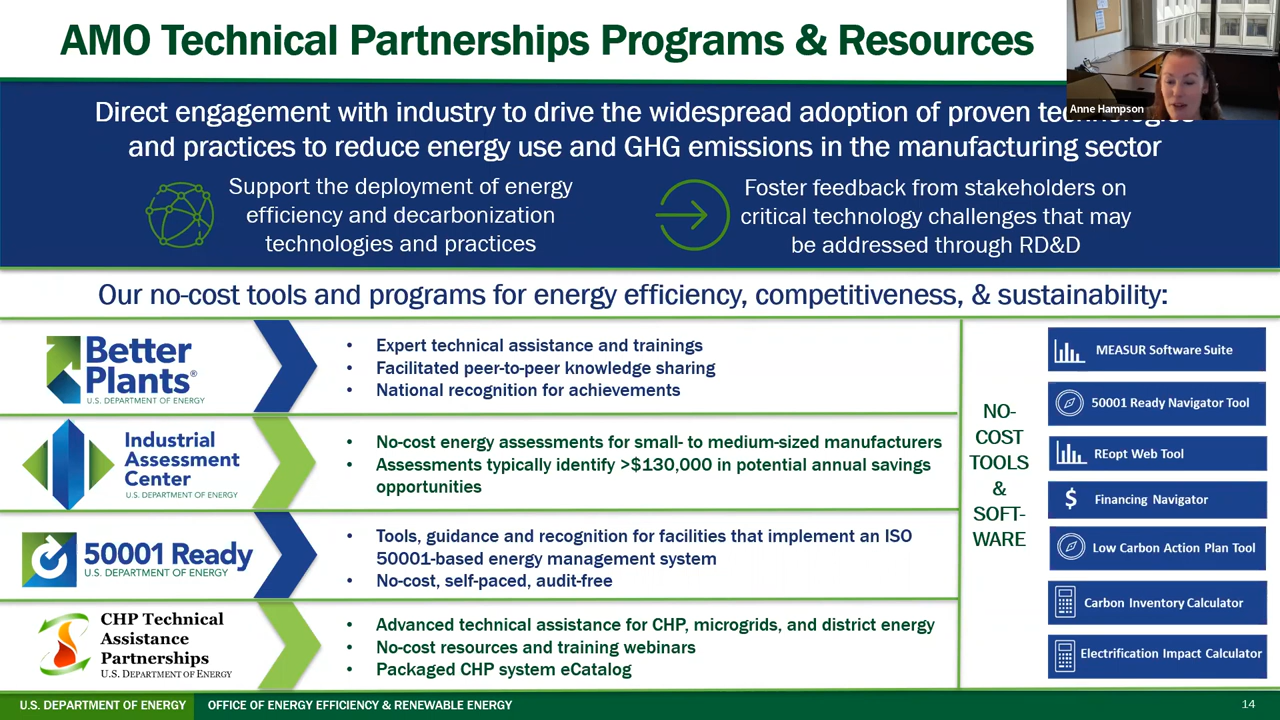 AMO Technical Partnerships Programs & Resources
Anne Hampson
Direct engagement with industry to drive the widespread adoption of proven technologies
and practices to reduce energy use and GHG emissions in the manufacturing sector
Support the deployment of energy
efficiency and decarbonization
technologies and practices
Foster feedback from stakeholders on
critical technology challenges that may
be addressed through RD&D
Our no-cost tools and programs for energy efficiency, competitiveness, & sustainability:
Better
Plants®
U.S. DEPARTMENT OF ENERGY
• Expert technical assistance and trainings
• Facilitated peer-to-peer knowledge sharing
• National recognition for achievements
Industrial
Assessment
Center
U.S. DEPARTMENT OF ENERGY
• No-cost energy assessments for small- to medium-sized manufacturers
• Assessments typically identify >$130,000 in potential annual savings
opportunities
50001 Ready
U.S. DEPARTMENT OF ENERGY
• Tools, guidance and recognition for facilities that implement an ISO
50001-based energy management system
• No-cost, self-paced, audit-free
CHP Technical
Assistance
Partnerships
U.S. DEPARTMENT OF ENERGY
• Advanced technical assistance for CHP, microgrids, and district energy
• No-cost resources and training webinars
• Packaged CHP system eCatalog
NO-
COST
TOOLS
&
SOFT-
WARE
MEASUR Software Suite
50001 Ready Navigator Tool
REopt Web Tool
$ Financing Navigator
Low Carbon Action Plan Tool
Carbon Inventory Calculator
Electrification Impact Calculator
U.S. DEPARTMENT OF ENERGY OFFICE OF ENERGY EFFICIENCY & RENEWABLE ENERGY
14